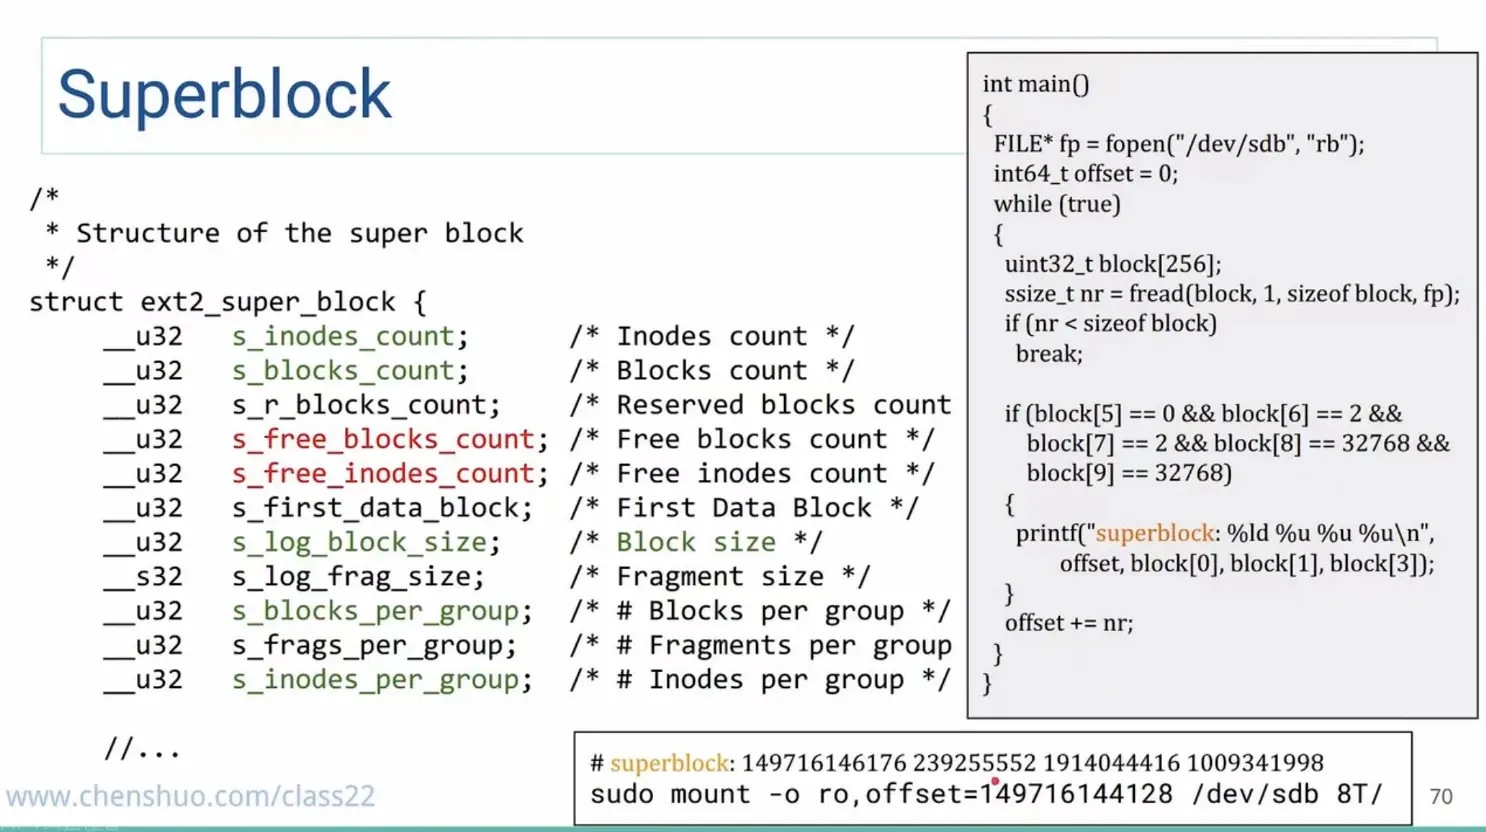 Superblock
/*
 * Structure of the super block
 */
struct ext2_super_block {
__u32 s_inodes_count; /* Inodes count */
__u32 s_blocks_count; /* Blocks count */
__u32 s_r_blocks_count; /* Reserved blocks count
__u32 s_free_blocks_count; /* Free blocks count */
__u32 s_free_inodes_count; /* Free inodes count */
__u32 s_first_data_block; /* First Data Block */
__u32 s_log_block_size; /* Block size */
__s32 s_log_frag_size; /* Fragment size */
__u32 s_blocks_per_group; /* # Blocks per group */
__u32 s_frags_per_group; /* # Fragments per group
__u32 s_inodes_per_group; /* # Inodes per group */
//...
int main()
{
FILE* fp = fopen("/dev/sdb", "rb");
int64_t offset = 0;
while (true)
{
uint32_t block[256];
ssize_t nr = fread(block, 1, sizeof block, fp);
if (nr < sizeof block)
break;
if (block[5] == 0 && block[6] == 2 &&
block[7] == 2 && block[8] == 32768 &&
block[9] == 32768)
{
printf("superblock: %ld %u %u %u\n",
offset, block[0], block[1], block[3]);
}
offset += nr;
}
}
# superblock: 149716146176 239255552 1914044416 1009341998
sudo mount -o ro,offset=149716144128 /dev/sdb 8T/
www.chenshuo.com/class22
70